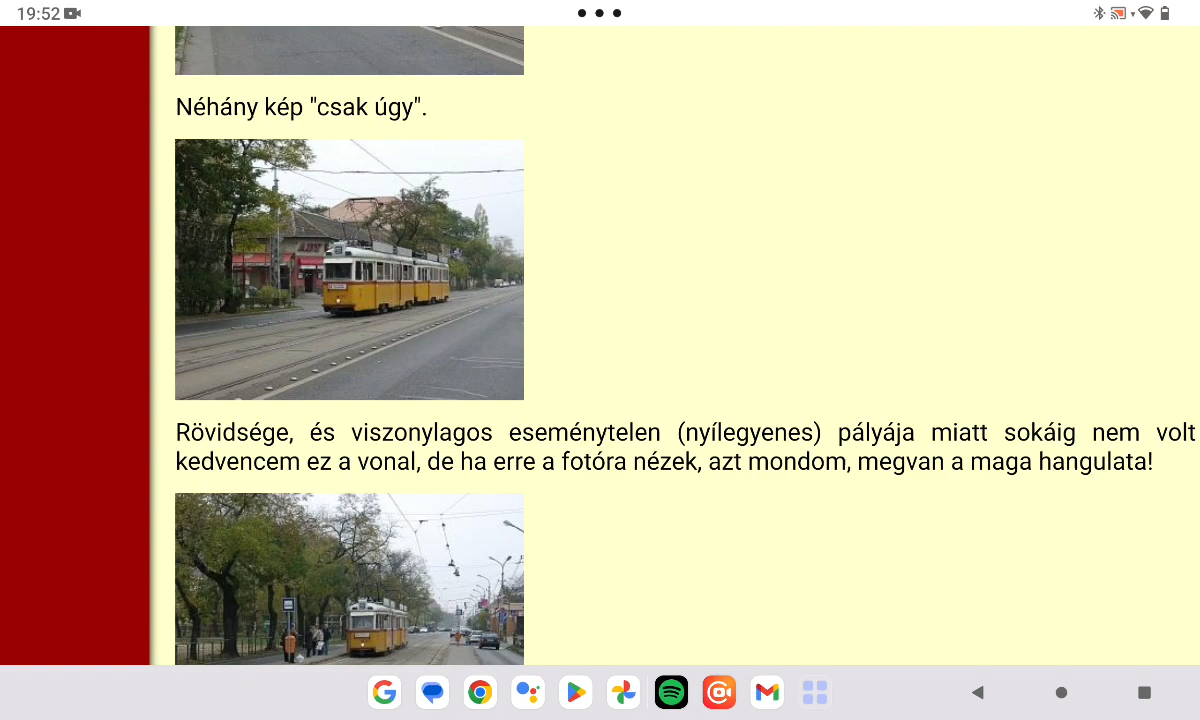 19:52
Néhány kép "csak úgy".
Rövidsége, és viszonylagos eseménytelen (nyílegyenes) pályája miatt sokáig nem volt
kedvencem ez a vonal, de ha erre a fotóra nézek, azt mondom, megvan a maga hangulata!